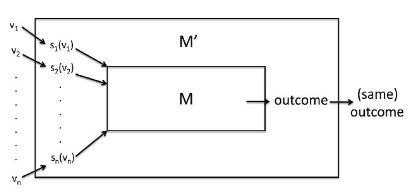 v₁
s₁(v₁)
M′
v₂
s₂(v₂)
M
outcome
(same)
outcome
sₙ(vₙ)
vₙ